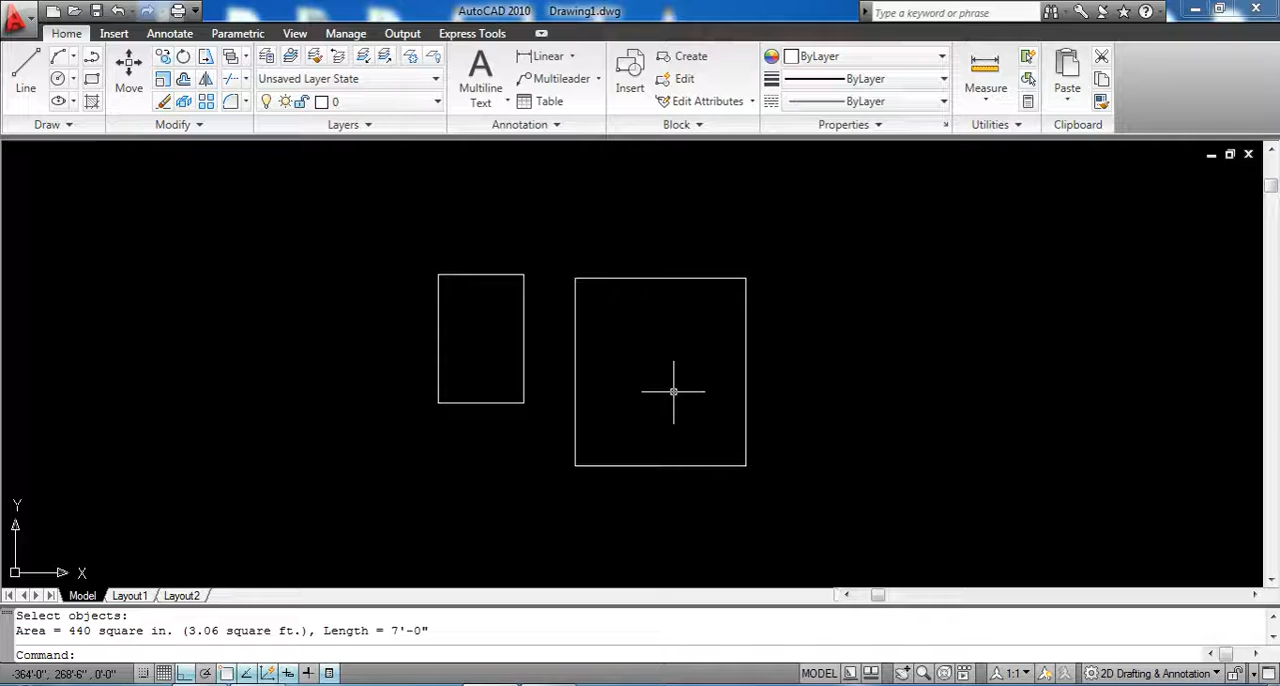 AutoCAD 2010 Drawing1.dwg
Type a keyword or phrase
Home Insert Annotate Parametric View Manage Output Express Tools
Line
Move
Unsaved Layer State
0
Multiline
Text
Linear
Multileader
Table
Insert
Create
Edit
Edit Attributes
ByLayer
ByLayer
ByLayer
Measure
Paste
Draw Modify Layers Annotation Block Properties Utilities Clipboard
Y
X
Model Layout1 Layout2
Select objects:
Area = 440 square in. (3.06 square ft.), Length = 7'-0"
Command:
-364'-0", 268'-6" , 0'-0" MODEL 1:1 2D Drafting & Annotation